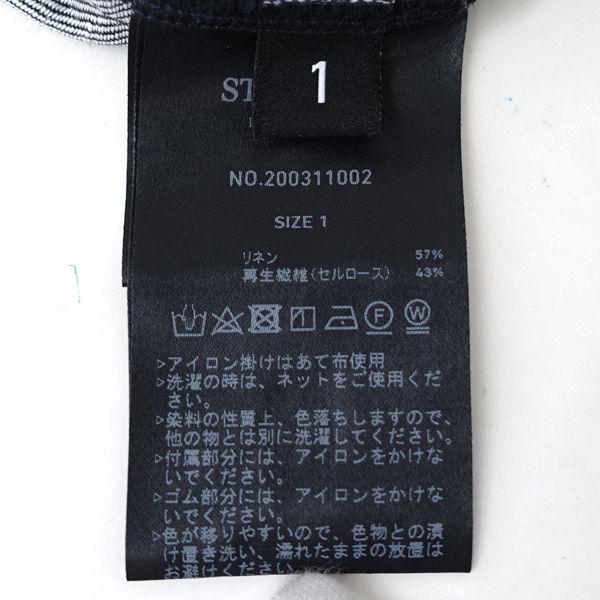 1
ST
NO.200311002
SIZE 1
リネン 57%
再生繊維(セルロース) 43%
F W
>アイロン掛けはあて布使用
>洗濯の時は、ネットをご使用くだ
さい。
>染料の性質上、色落ちしますので、
他の物とは別に洗濯してください。
>付属部分には、アイロンをかけな
いでください。
>ゴム部分には、アイロンをかけな
いでください。
>色が移りやすいので、色物との漬
け置き洗い、濡れたままの放置は
お避けください。